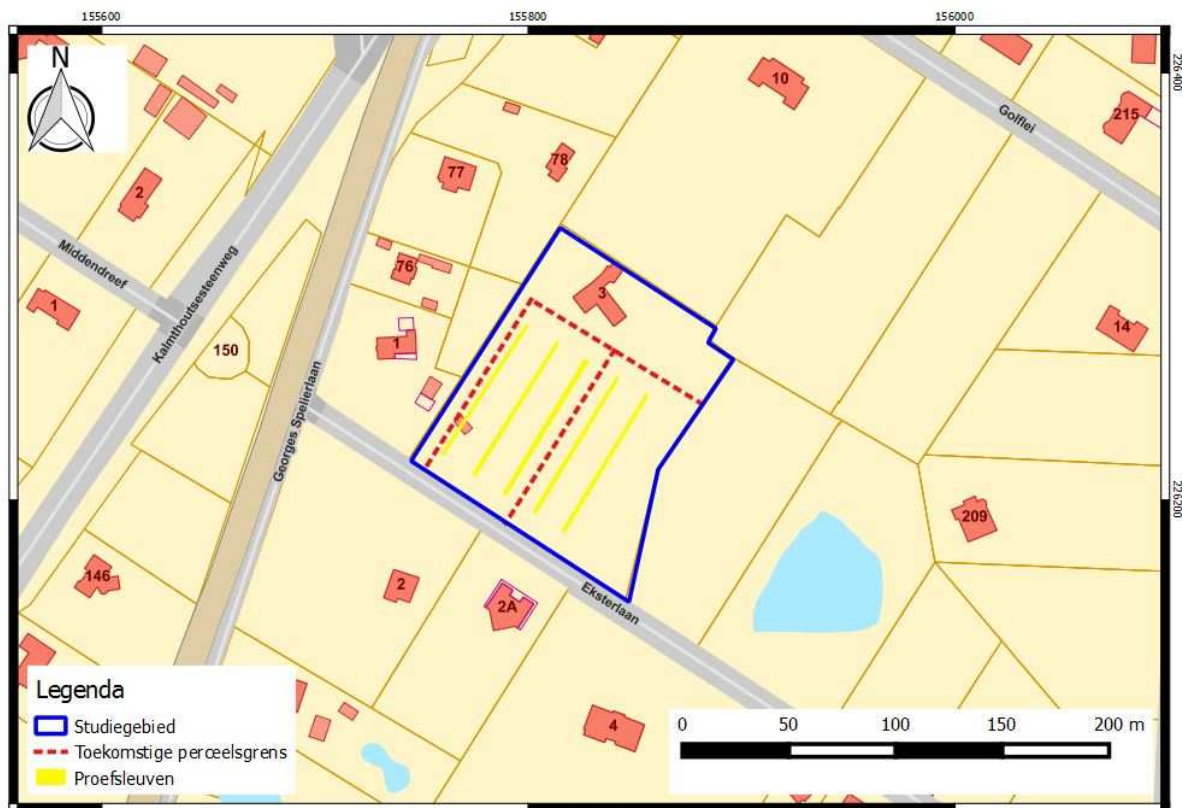 155600
155800
156000
N
10
Golflei
215
226400
2
77
78
Middendreef
Kalmthoutsesteenweg
76
3
1
1
14
150
Georges Spelierlaan
226200
209
146
2
Eksterlaan
2A
4
Legenda
Studiegebied
Toekomstige perceelsgrens
Proefsleuven
0 50 100 150 200 m